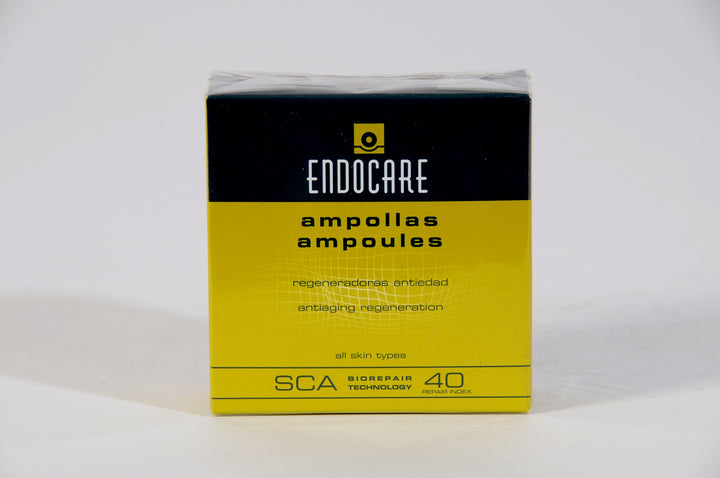 ENDOCARE
ampollas
ampoules
regeneradoras antiedad
antiaging regeneration
all skin types
SCA BIOREPAIR TECHNOLOGY 40 REPAIR INDEX